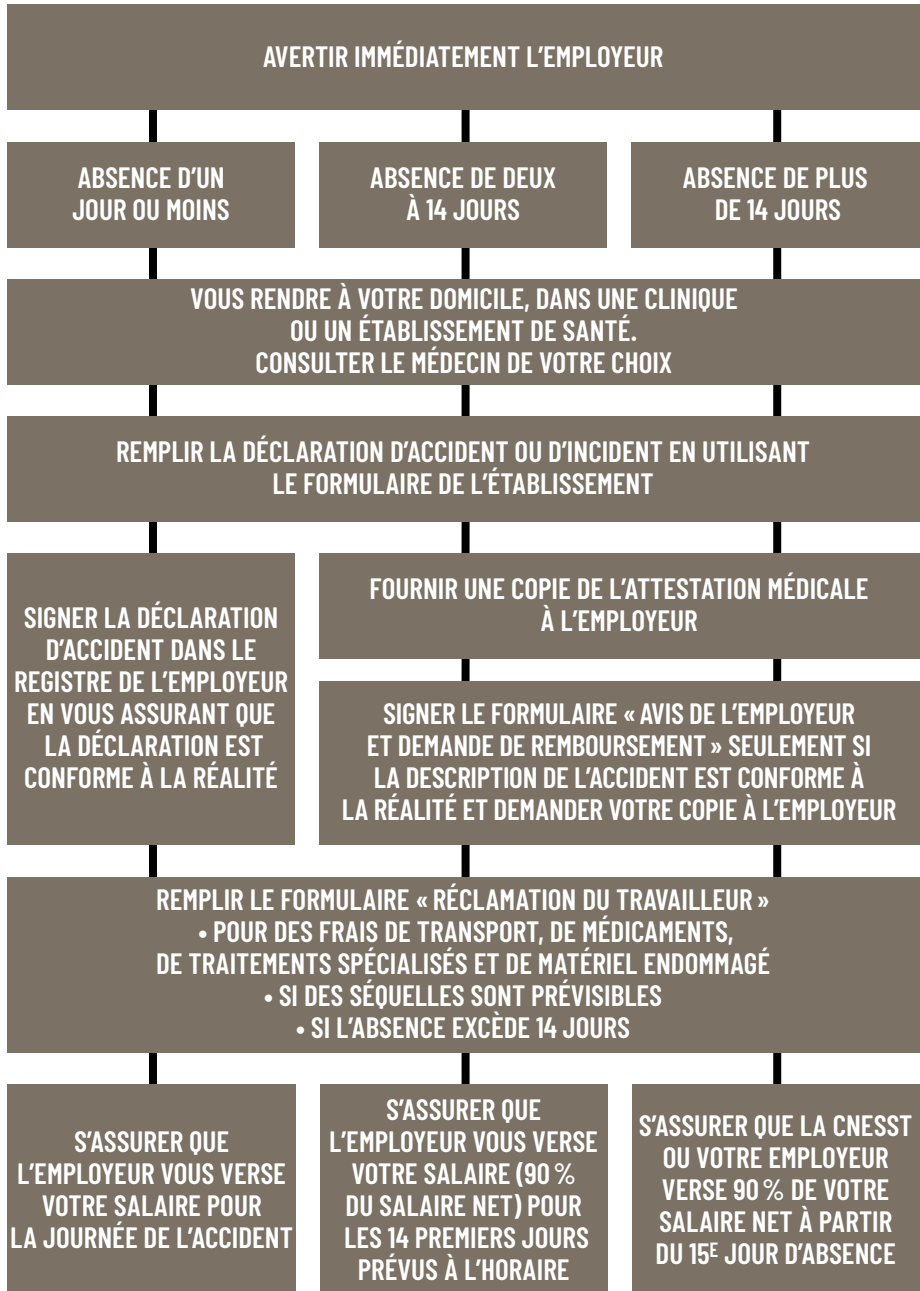 AVERTIR IMMÉDIATEMENT L'EMPLOYEUR
ABSENCE D'UN
JOUR OU MOINS
ABSENCE DE DEUX
À 14 JOURS
ABSENCE DE PLUS
DE 14 JOURS
VOUS RENDRE À VOTRE DOMICILE, DANS UNE CLINIQUE
OU UN ÉTABLISSEMENT DE SANTÉ.
CONSULTER LE MÉDECIN DE VOTRE CHOIX
REMPLIR LA DÉCLARATION D'ACCIDENT OU D'INCIDENT EN UTILISANT
LE FORMULAIRE DE L'ÉTABLISSEMENT
SIGNER LA DÉCLARATION
D'ACCIDENT DANS LE
REGISTRE DE L'EMPLOYEUR
EN VOUS ASSURANT QUE
LA DÉCLARATION EST
CONFORME À LA RÉALITÉ
FOURNIR UNE COPIE DE L'ATTESTATION MÉDICALE
À L'EMPLOYEUR
SIGNER LE FORMULAIRE « AVIS DE L'EMPLOYEUR
ET DEMANDE DE REMBOURSEMENT » SEULEMENT SI
LA DESCRIPTION DE L'ACCIDENT EST CONFORME À
LA RÉALITÉ ET DEMANDER VOTRE COPIE À L'EMPLOYEUR
REMPLIR LE FORMULAIRE « RÉCLAMATION DU TRAVAILLEUR »
• POUR DES FRAIS DE TRANSPORT, DE MÉDICAMENTS,
DE TRAITEMENTS SPÉCIALISÉS ET DE MATÉRIEL ENDOMMAGÉ
• SI DES SÉQUELLES SONT PRÉVISIBLES
• SI L'ABSENCE EXCÈDE 14 JOURS
S'ASSURER QUE
L'EMPLOYEUR VOUS VERSE
VOTRE SALAIRE POUR
LA JOURNÉE DE L'ACCIDENT
S'ASSURER QUE
L'EMPLOYEUR VOUS VERSE
VOTRE SALAIRE (90 %
DU SALAIRE NET) POUR
LES 14 PREMIERS JOURS
PRÉVUS À L'HORAIRE
S'ASSURER QUE LA CNESST
OU VOTRE EMPLOYEUR
VERSE 90 % DE VOTRE
SALAIRE NET À PARTIR
DU 15E JOUR D'ABSENCE